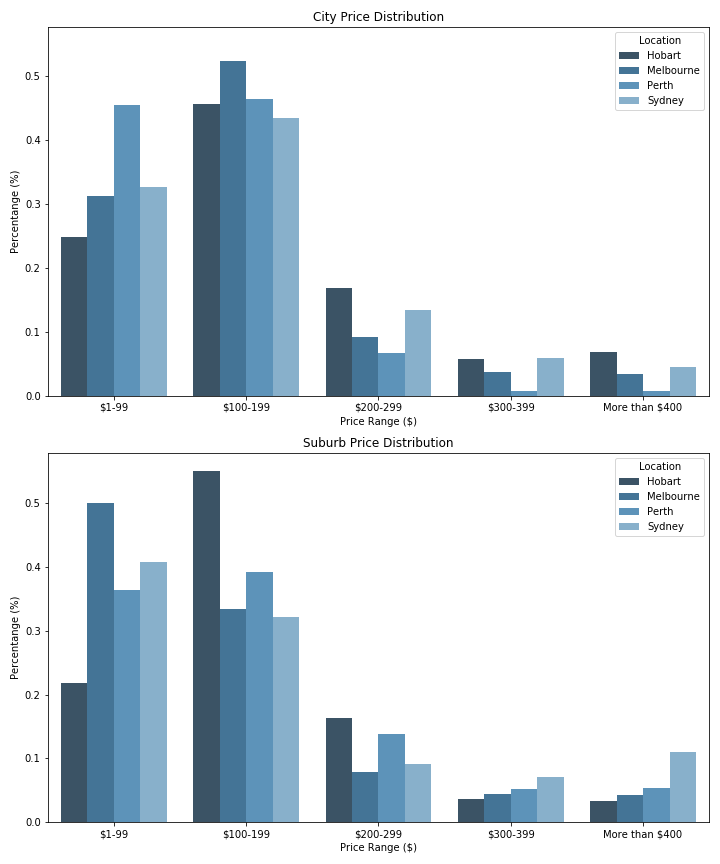 City Price Distribution
Location
Hobart
Melbourne
Perth
Sydney
Percentange (%)
0.5
0.4
0.3
0.2
0.1
0.0
$1-99 $100-199 $200-299 $300-399 More than $400
Price Range ($)
Suburb Price Distribution
Location
Hobart
Melbourne
Perth
Sydney
Percentange (%)
0.5
0.4
0.3
0.2
0.1
0.0
$1-99 $100-199 $200-299 $300-399 More than $400
Price Range ($)